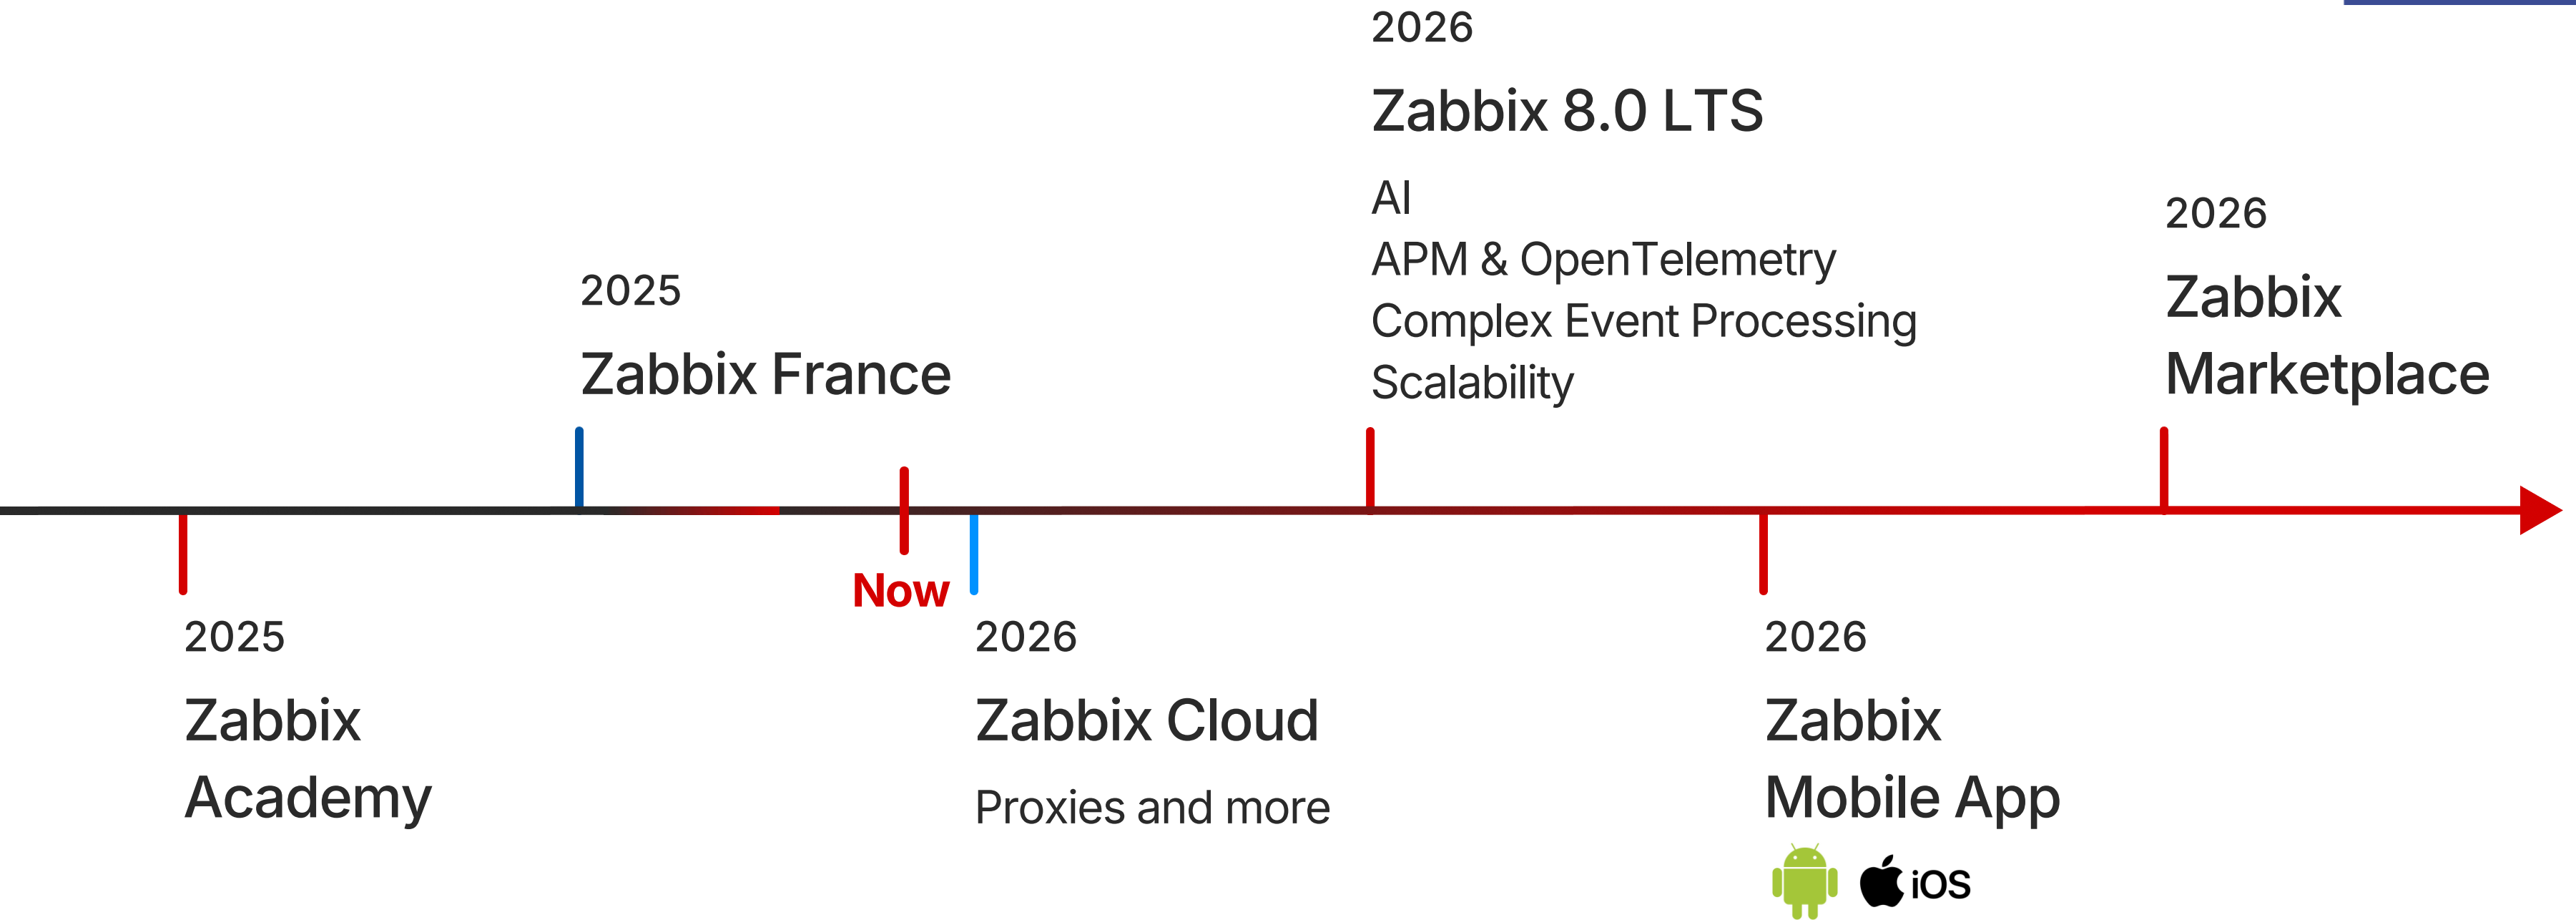 2025
Zabbix
Academy
2025
Zabbix France
Now
2026
Zabbix Cloud
Proxies and more
2026
Zabbix 8.0 LTS
AI
APM & OpenTelemetry
Complex Event Processing
Scalability
2026
Zabbix
Mobile App
iOS
2026
Zabbix
Marketplace